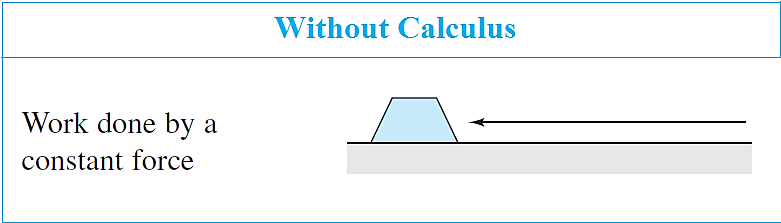 Without Calculus
Work done by a
constant force